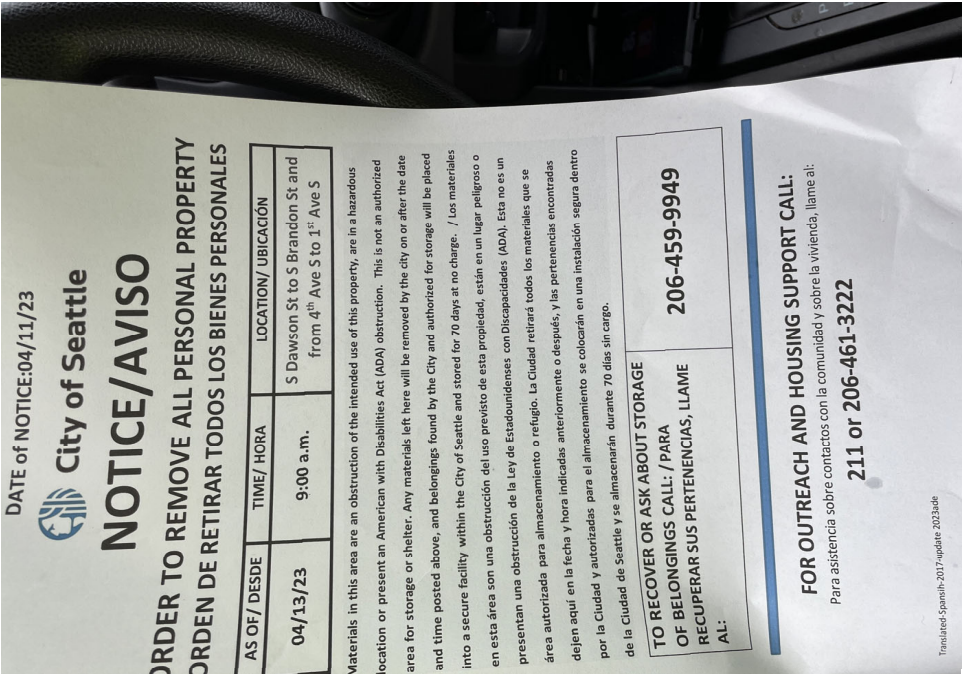 DATE of NOTICE:04/11/23
City of Seattle
NOTICE/AVISO
ORDER TO REMOVE ALL PERSONAL PROPERTY
ORDEN DE RETIRAR TODOS LOS BIENES PERSONALES
AS OF/ DESDE TIME/ HORA LOCATION/ UBICACIÓN
04/13/23 9:00 a.m. S Dawson St to S Brandon St and
from 4th Ave S to 1st Ave S
Materials in this area are an obstruction of the intended use of this property, are in a hazardous
location or present an American with Disabilities Act (ADA) obstruction. This is not an authorized
area for storage or shelter. Any materials left here will be removed by the city on or after the date
and time posted above, and belongings found by the City and authorized for storage will be placed
into a secure facility within the City of Seattle and stored for 70 days at no charge. / Los materiales
en esta área son una obstrucción del uso previsto de esta propiedad, están en un lugar peligroso o
presentan una obstrucción de la Ley de Estadounidenses con Discapacidades (ADA). Esta no es un
área autorizada para almacenamiento o refugio. La Ciudad retirará todos los materiales que se
dejen aquí en la fecha y hora indicadas anteriormente o después, y las pertenencias encontradas
por la Ciudad y autorizadas para el almacenamiento se colocarán en una instalación segura dentro
de la Ciudad de Seattle y se almacenarán durante 70 días sin cargo.
TO RECOVER OR ASK ABOUT STORAGE
OF BELONGINGS CALL: / PARA
RECUPERAR SUS PERTENENCIAS, LLAME
AL:
206-459-9949
FOR OUTREACH AND HOUSING SUPPORT CALL:
Para asistencia sobre contactos con la comunidad y sobre la vivienda, llame al:
211 or 206-461-3222
Translated-Spansih-2017-update 2023ade